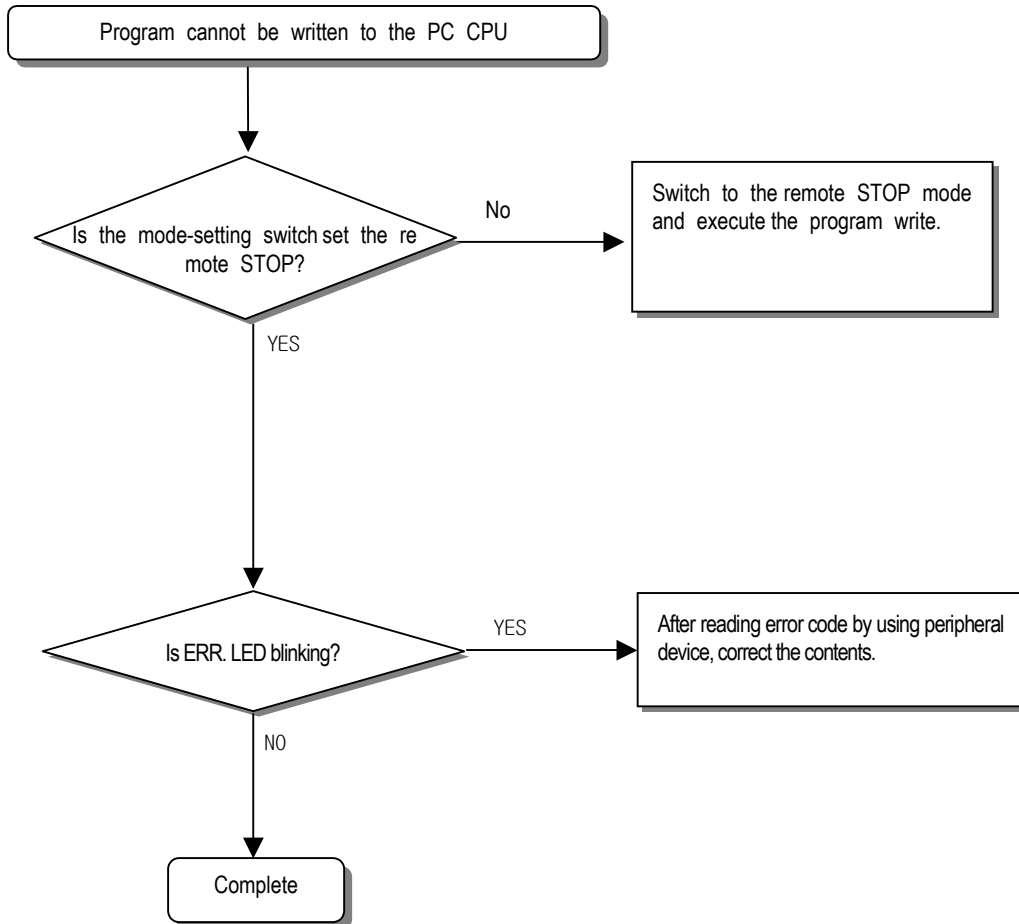 Program cannot be written to the PC CPU
Is the mode-setting switch set the re
mote STOP?
No
Switch to the remote STOP mode
and execute the program write.
YES
Is ERR. LED blinking?
YES
After reading error code by using peripheral
device, correct the contents.
NO
Complete